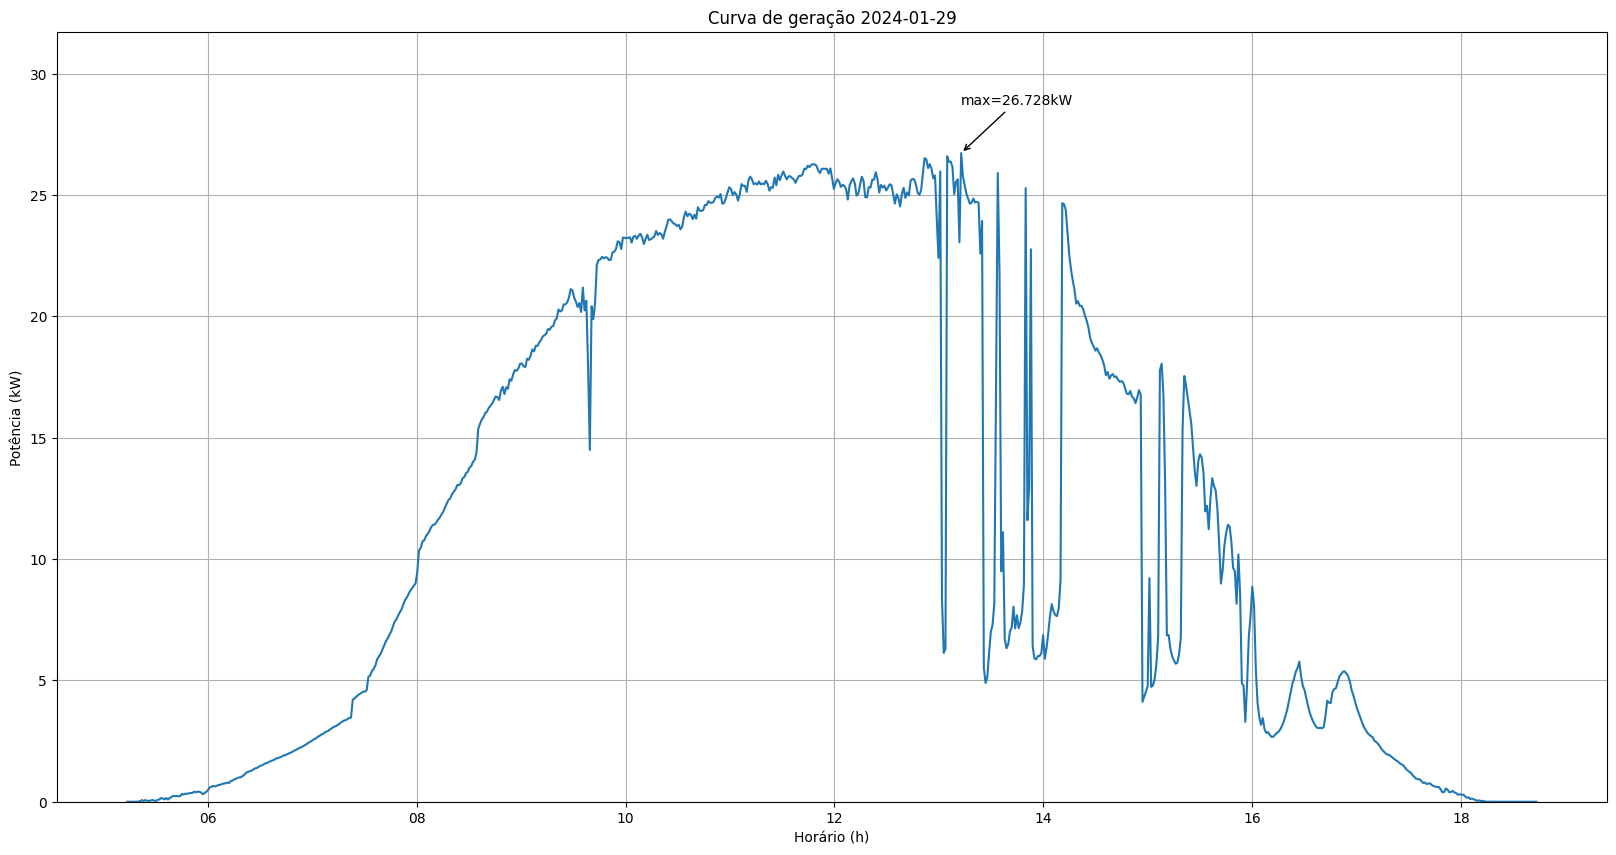 Curva de geração 2024-01-29
max=26.728kW
Potência (kW)
30
25
20
15
10
5
0
06 08 10 12 14 16 18
Horário (h)